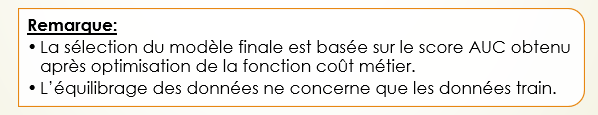 Remarque:
• La sélection du modèle finale est basée sur le score AUC obtenu
après optimisation de la fonction coût métier.
• L'équilibrage des données ne concerne que les données train.